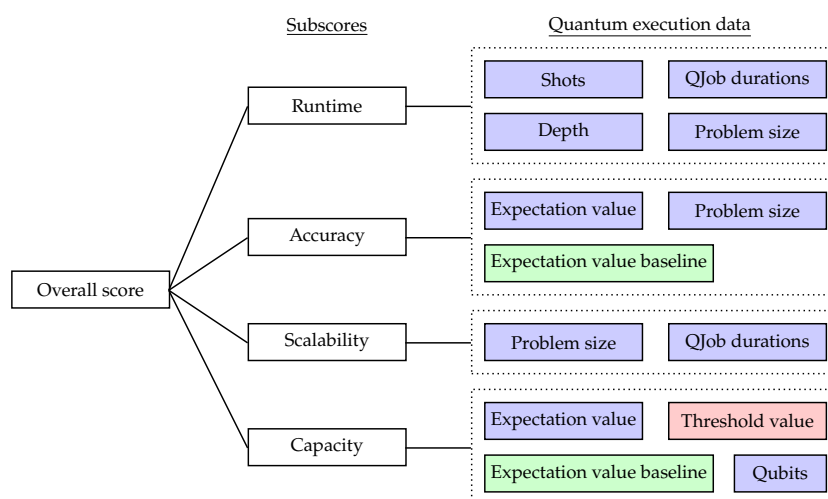 Subscores
Quantum execution data
Runtime
Shots
QJob durations
Depth
Problem size
Accuracy
Expectation value
Problem size
Expectation value baseline
Overall score
Scalability
Problem size
QJob durations
Capacity
Expectation value
Threshold value
Expectation value baseline
Qubits